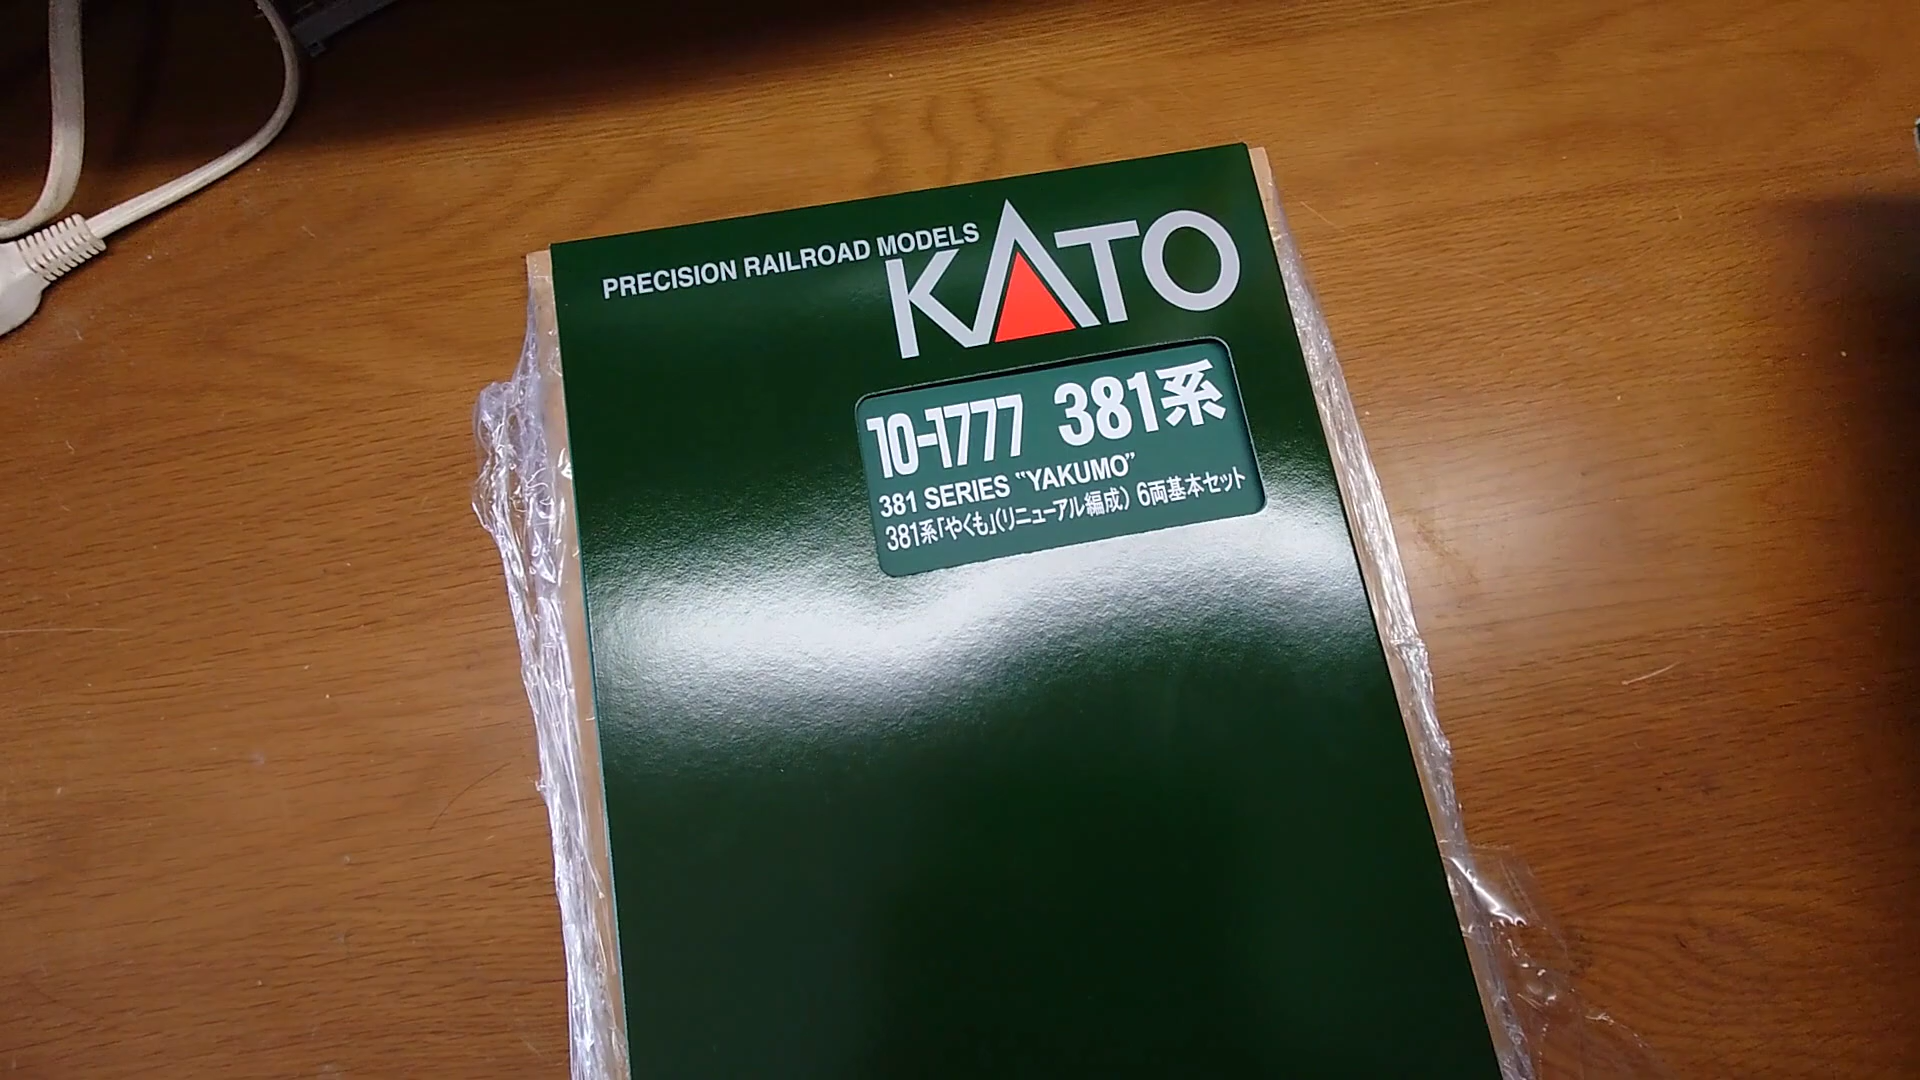 PRECISION RAILROAD MODELS
KATO
10-1777 381系
381 SERIES “YAKUMO”
381系「やくも」(リニューアル編成) 6両基本セット